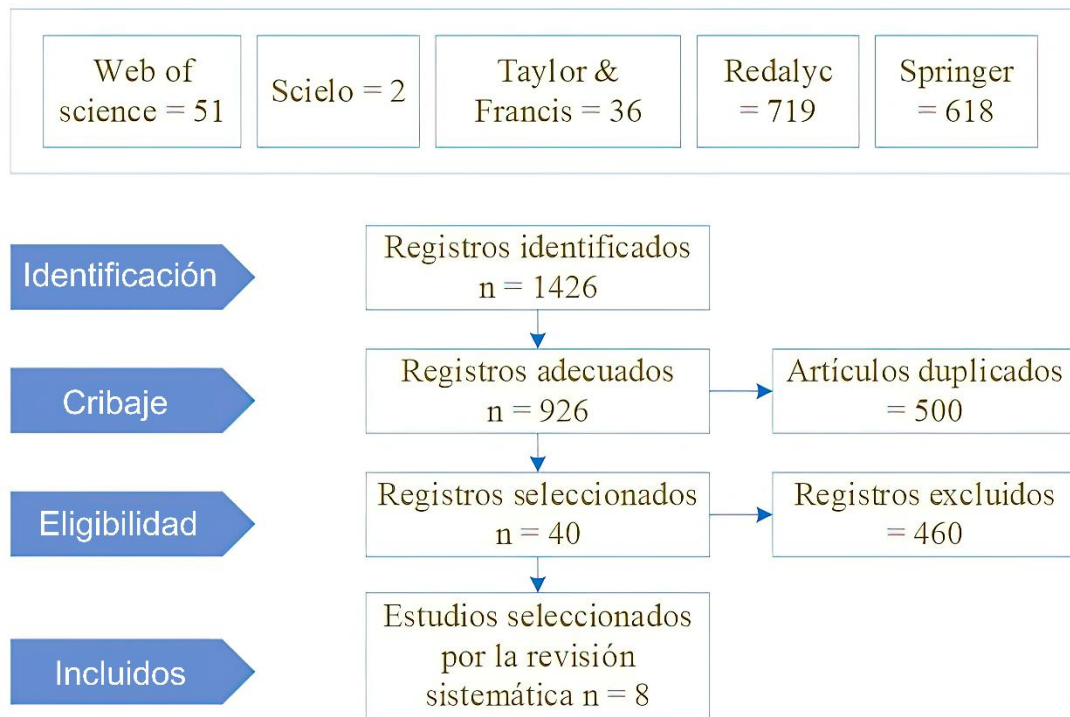 Web of
science = 51
Scielo = 2
Taylor &
Francis = 36
Redalyc
= 719
Springer
= 618
Identificación
Registros identificados
n = 1426
Cribaje
Registros adecuados
n = 926
Artículos duplicados
= 500
Eligibilidad
Registros seleccionados
n = 40
Registros excluidos
= 460
Incluidos
Estudios seleccionados
por la revisión
sistemática n = 8